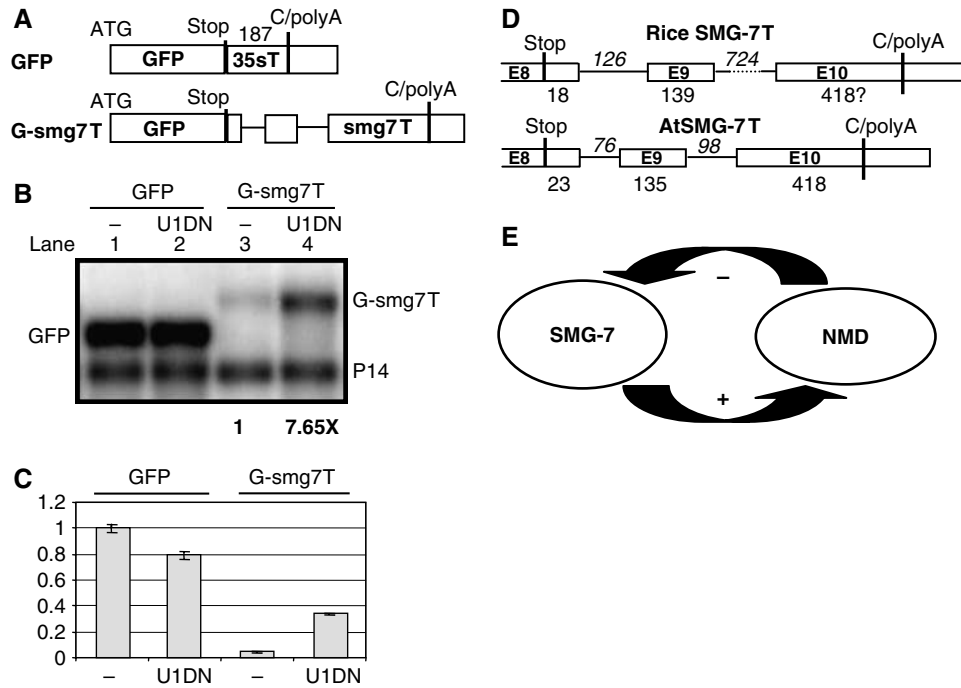 A
ATG
Stop
187
C/polyA
GFP
GFP
35sT
ATG
Stop
C/polyA
G-smg7T
GFP
smg7T
B
GFP
G-smg7T
– U1DN – U1DN
Lane 1 2 3 4
G-smg7T
GFP
P14
1 7.65X
C
GFP
G-smg7T
1.2
1
0.8
0.6
0.4
0.2
0
– U1DN – U1DN
D
Rice SMG-7T
Stop
C/polyA
126
724
E8
E9
E10
18
139
418?
AtSMG-7T
Stop
C/polyA
76
98
E8
E9
E10
23
135
418
E
–
SMG-7
NMD
+